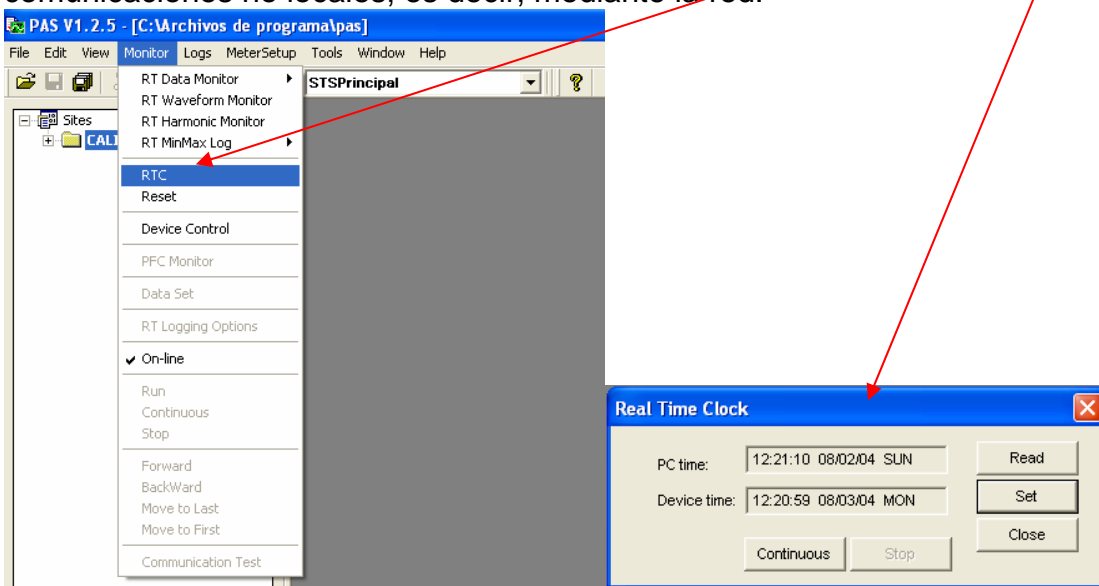 comunicaciones no locales, es decir, mediante la red.
PAS V1.2.5 - [C:\Archivos de programa\pas]
File Edit View Monitor Logs MeterSetup Tools Window Help
STSPrincipal
Sites
CALI
RT Data Monitor
RT Waveform Monitor
RT Harmonic Monitor
RT MinMax Log
RTC
Reset
Device Control
PFC Monitor
Data Set
RT Logging Options
On-line
Run
Continuous
Stop
Forward
BackWard
Move to Last
Move to First
Communication Test
Real Time Clock
PC time: 12:21:10 08/02/04 SUN Read
Device time: 12:20:59 08/03/04 MON Set
Close
Continuous Stop